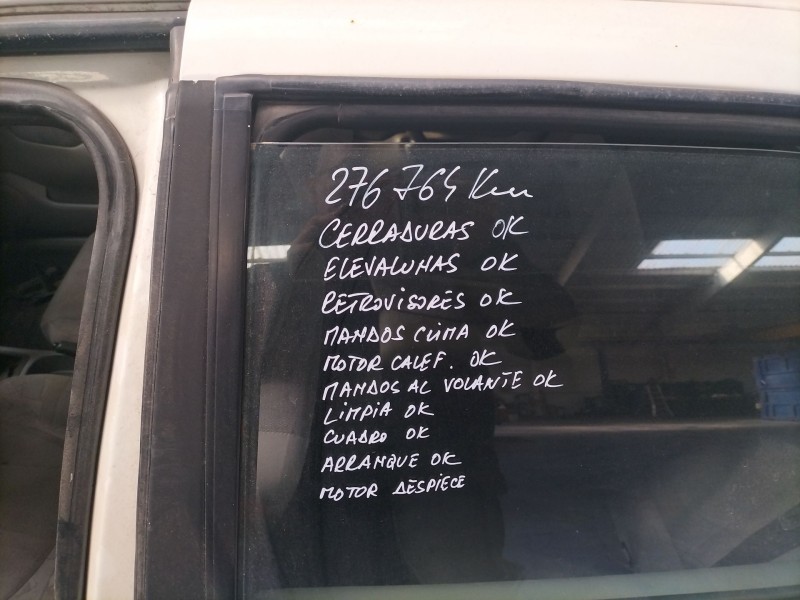 276 764 Km
CERRADURAS OK
ELEVALUNAS OK
RETROVISORES OK
MANDOS CLIMA OK
MOTOR CALEF. OK
MANDOS AL VOLANTE OK
LIMPIA OK
CUADRO OK
ARRANQUE OK
MOTOR DESPIECE